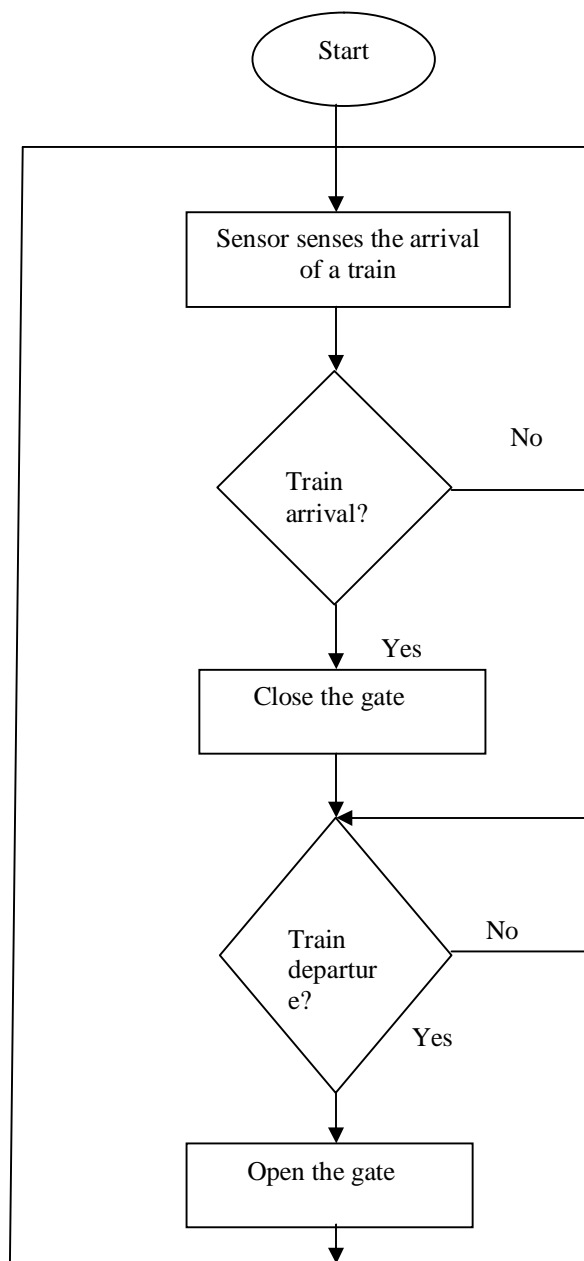 Start
Sensor senses the arrival
of a train
No
Train
arrival?
Yes
Close the gate
Train
departur
e?
No
Yes
Open the gate